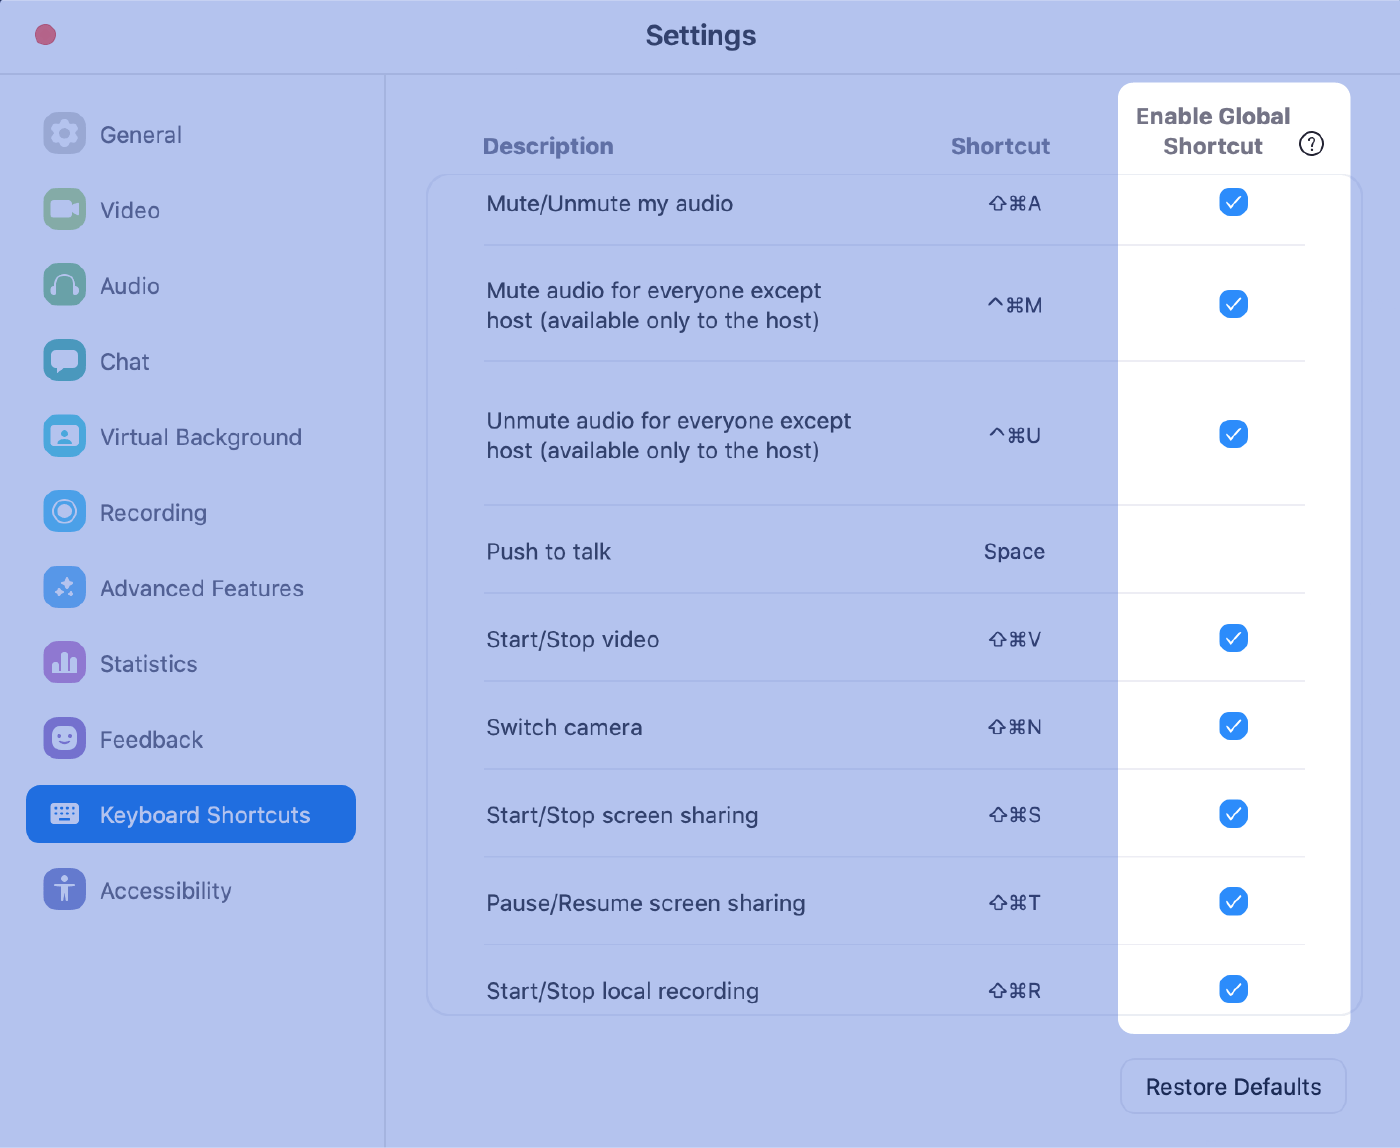 Settings
General
Video
Audio
Chat
Virtual Background
Recording
Advanced Features
Statistics
Feedback
Keyboard Shortcuts
Accessibility
Description Shortcut Enable Global
Shortcut ?
Mute/Unmute my audio ⇧⌘A
Mute audio for everyone except
host (available only to the host) ^⌘M
Unmute audio for everyone except
host (available only to the host) ^⌘U
Push to talk Space
Start/Stop video ⇧⌘V
Switch camera ⇧⌘N
Start/Stop screen sharing ⇧⌘S
Pause/Resume screen sharing ⇧⌘T
Start/Stop local recording ⇧⌘R
Restore Defaults